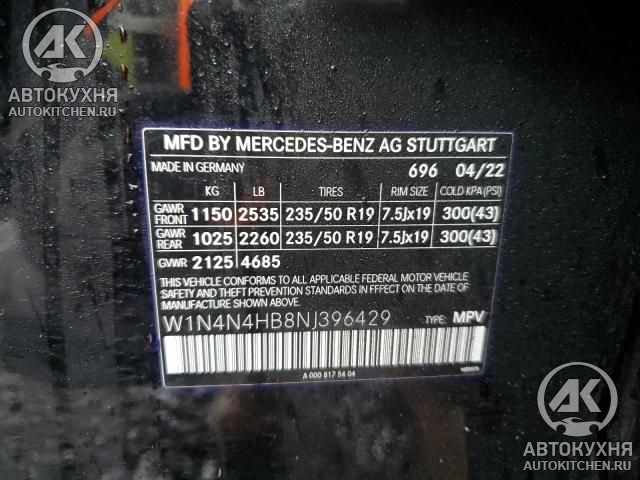 АК
АВТОКУХНЯ
AUTOKITCHEN.RU
MFD BY MERCEDES-BENZ AG STUTTGART
MADE IN GERMANY 696 04/22
KG LB TIRES RIM SIZE COLD KPA(PSI)
GAWR FRONT 1150 2535 235/50 R19 7.5Jx19 300(43)
GAWR REAR 1025 2260 235/50 R19 7.5Jx19 300(43)
GVWR 2125 4685
THIS VEHICLE CONFORMS TO ALL APPLICABLE FEDERAL MOTOR VEHICLE
SAFETY AND THEFT PREVENTION STANDARDS IN EFFECT ON THE DATE OF
MANUFACTURE SHOWN ABOVE.
W1N4N4HB8NJ396429 TYPE: MPV
A 000 817 54 04
АК
АВТОКУХНЯ
AUTOKITCHEN.RU